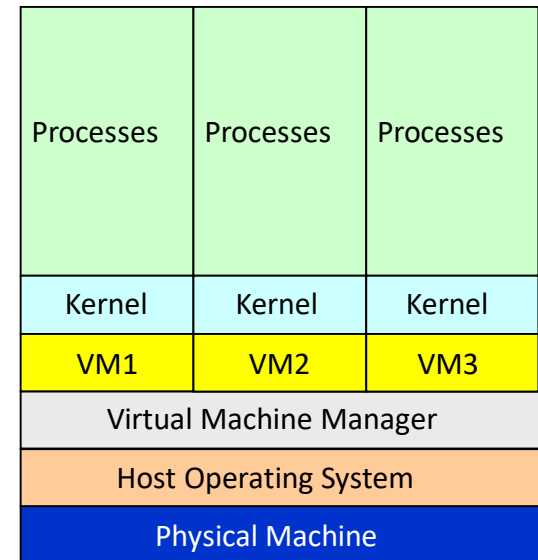 Processes Processes Processes
Kernel Kernel Kernel
VM1 VM2 VM3
Virtual Machine Manager
Host Operating System
Physical Machine